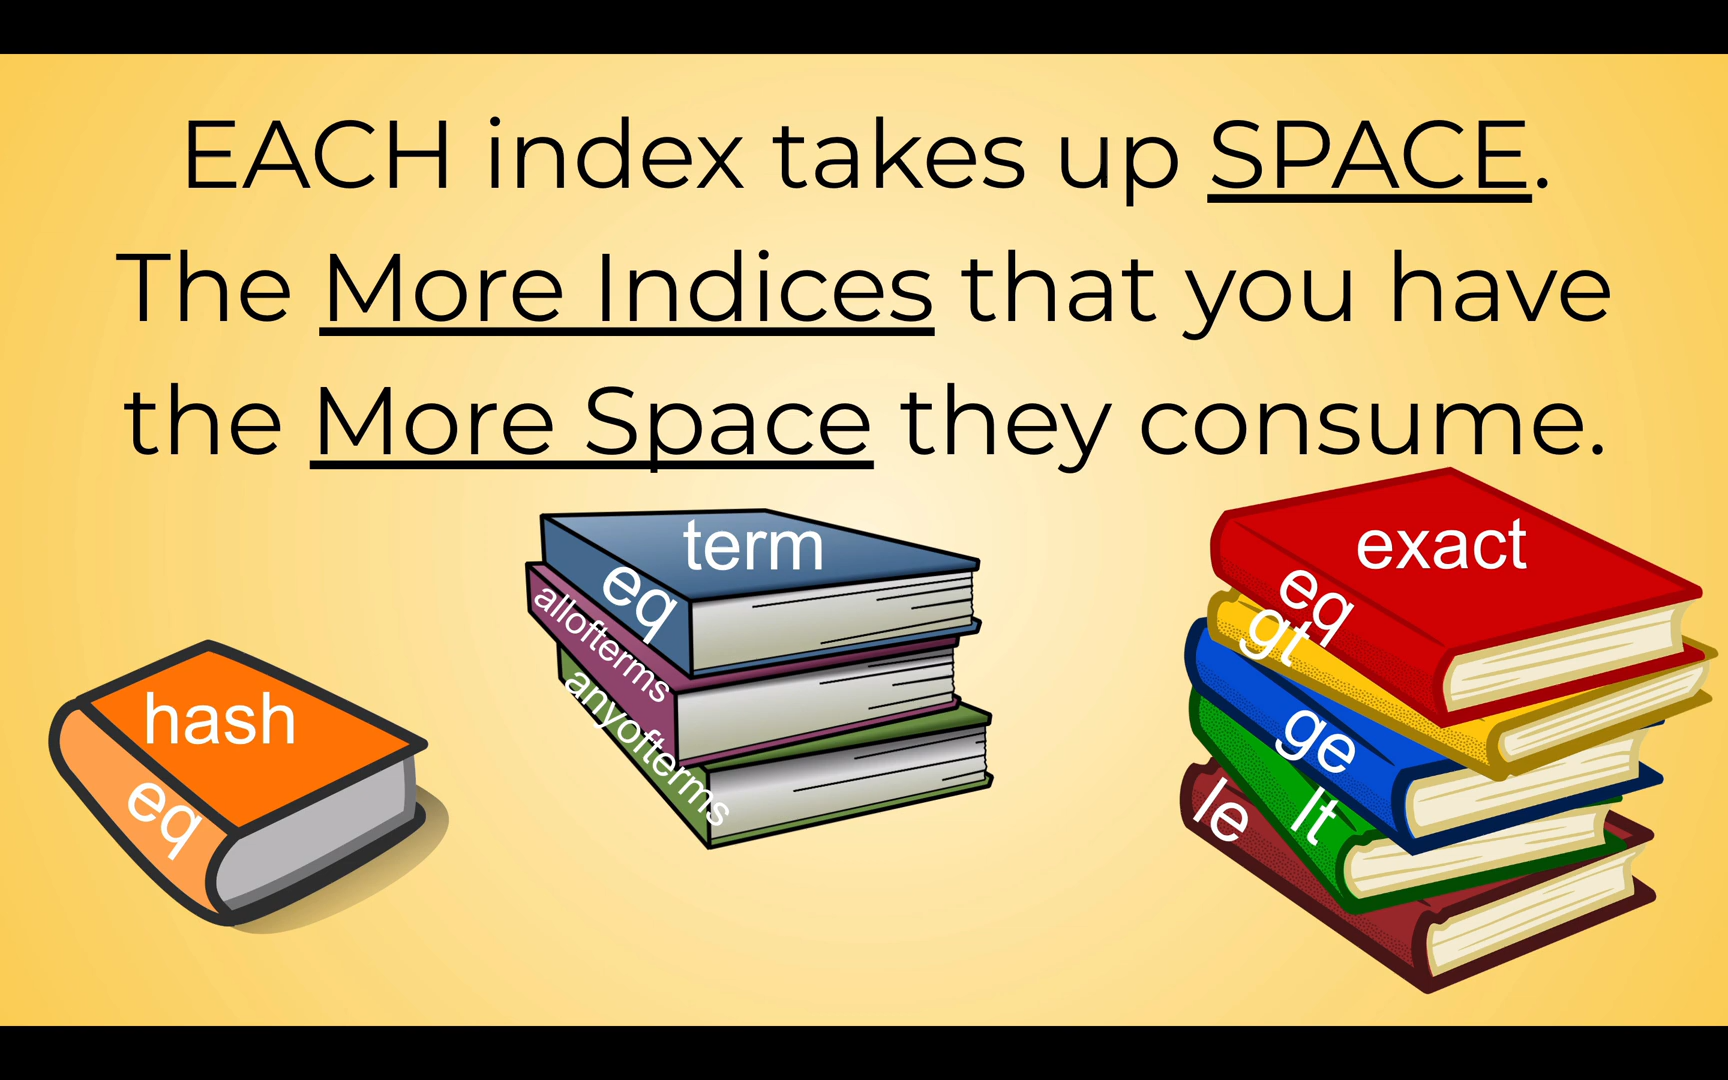 EACH index takes up SPACE.
The More Indices that you have
the More Space they consume.
hash
eq
term
eq
allofterms
anyofterms
exact
eq
gt
ge
lt
le